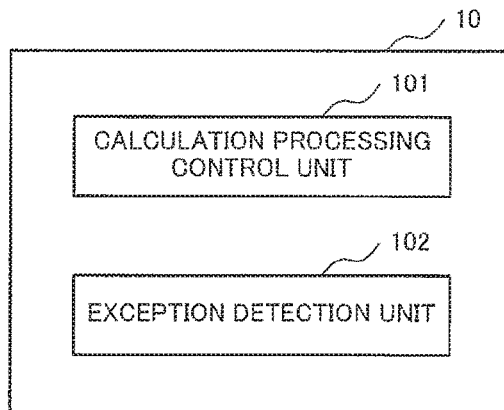 10
101
CALCULATION PROCESSING
CONTROL UNIT
102
EXCEPTION DETECTION UNIT